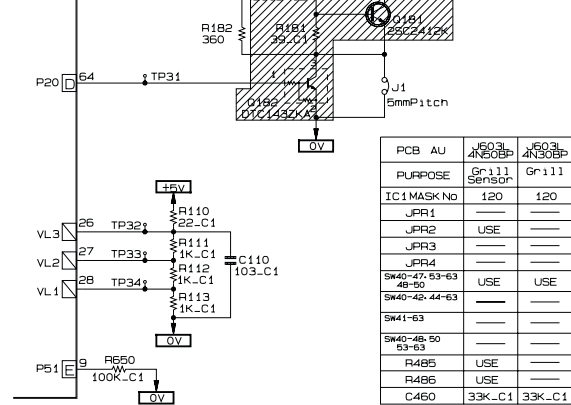 R182
360
R181
39_C1
Q181
2SC2412K
P20
D
64
TP31
1
Q182
DTC143ZKA
J1
5mmPitch
0V
+5V
R110
22_C1
VL3
N
26
TP32
R111
1K_C1
VL2
N
27
TP33
R112
1K_C1
C110
103_C1
VL1
N
28
TP34
R113
1K_C1
0V
P51
E
9
R650
100K_C1
0V
PCB AU J603L 4N50BP J603L 4N30BP
PURPOSE Grill Sensor Grill
IC1 MASK No 120 120
JPR1 — —
JPR2 USE —
JPR3 — —
JPR4 — —
SW40-47, 53-63
48-50 USE USE
SW40-42, 44-63 — —
SW41-63 — —
SW40-48, 50
53-63 — —
R485 USE —
R486 USE —
C460 33K_C1 33K_C1